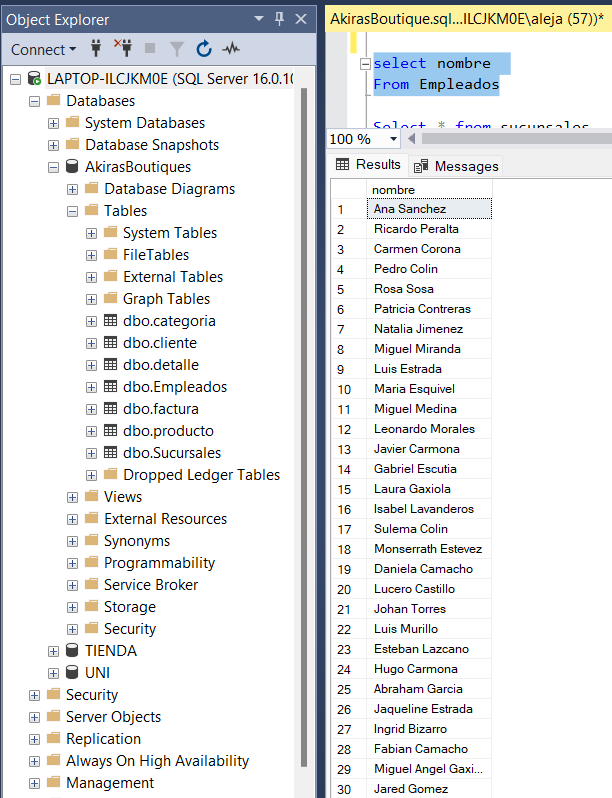 Object Explorer
Connect
LAPTOP-ILCJKM0E (SQL Server 16.0.10
Databases
System Databases
Database Snapshots
AkirasBoutiques
Database Diagrams
Tables
System Tables
FileTables
External Tables
Graph Tables
dbo.categoria
dbo.cliente
dbo.detalle
dbo.Empleados
dbo.factura
dbo.producto
dbo.Sucursales
Dropped Ledger Tables
Views
External Resources
Synonyms
Programmability
Service Broker
Storage
Security
TIENDA
UNI
Security
Server Objects
Replication
Always On High Availability
Management
AkirasBoutique.sql...ILCJKM0E\aleja (57))*
select nombre
From Empleados
Select * from sucursales
100 %
Results Messages
nombre
1 Ana Sanchez
2 Ricardo Peralta
3 Carmen Corona
4 Pedro Colin
5 Rosa Sosa
6 Patricia Contreras
7 Natalia Jimenez
8 Miguel Miranda
9 Luis Estrada
10 Maria Esquivel
11 Miguel Medina
12 Leonardo Morales
13 Javier Carmona
14 Gabriel Escutia
15 Laura Gaxiola
16 Isabel Lavanderos
17 Sulema Colin
18 Monserrath Estevez
19 Daniela Camacho
20 Lucero Castillo
21 Johan Torres
22 Luis Murillo
23 Esteban Lazcano
24 Hugo Carmona
25 Abraham Garcia
26 Jaqueline Estrada
27 Ingrid Bizarro
28 Fabian Camacho
29 Miguel Angel Gaxi...
30 Jared Gomez